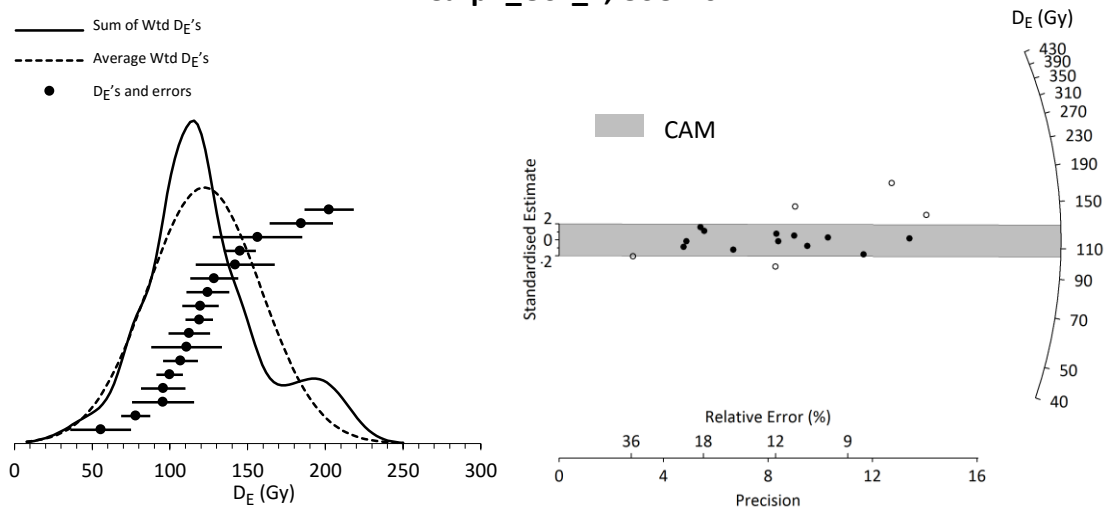 Sum of Wtd DE's
Average Wtd DE's
DE's and errors
0 50 100 150 200 250 300
DE (Gy)
CAM
Standardised Estimate
2
0
-2
DE (Gy)
430
390
350
310
270
230
190
150
110
90
70
50
40
Relative Error (%)
36 18 12 9
0 4 8 12 16
Precision